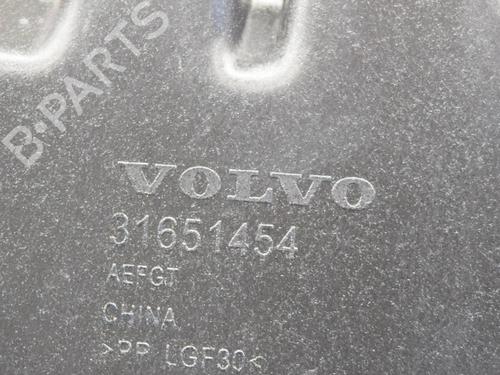 B-PARTS
VOLVO
31651454
AEFGT
CHINA
>PP LGF30<